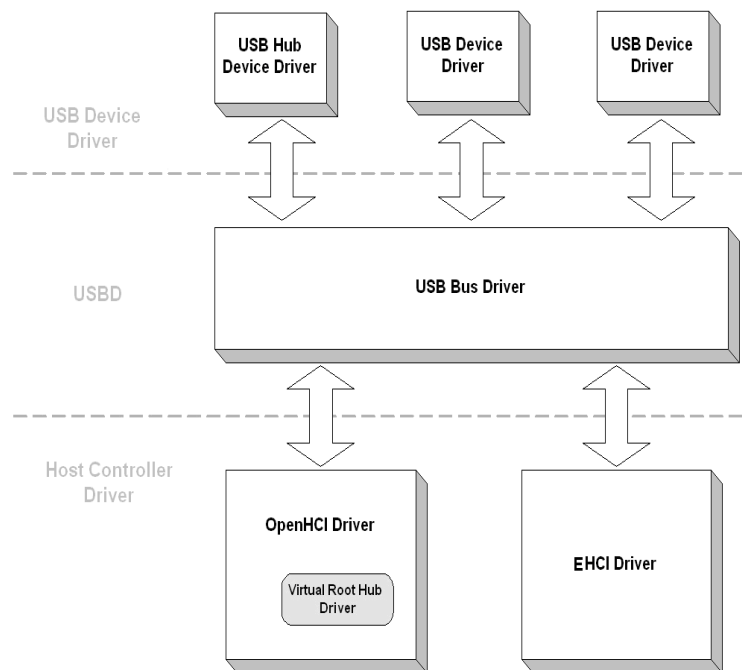 USB Hub
Device Driver
USB Device
Driver
USB Device
Driver
USB Device
Driver
USBD
USB Bus Driver
Host Controller
Driver
OpenHCI Driver
Virtual Root Hub
Driver
EHCI Driver